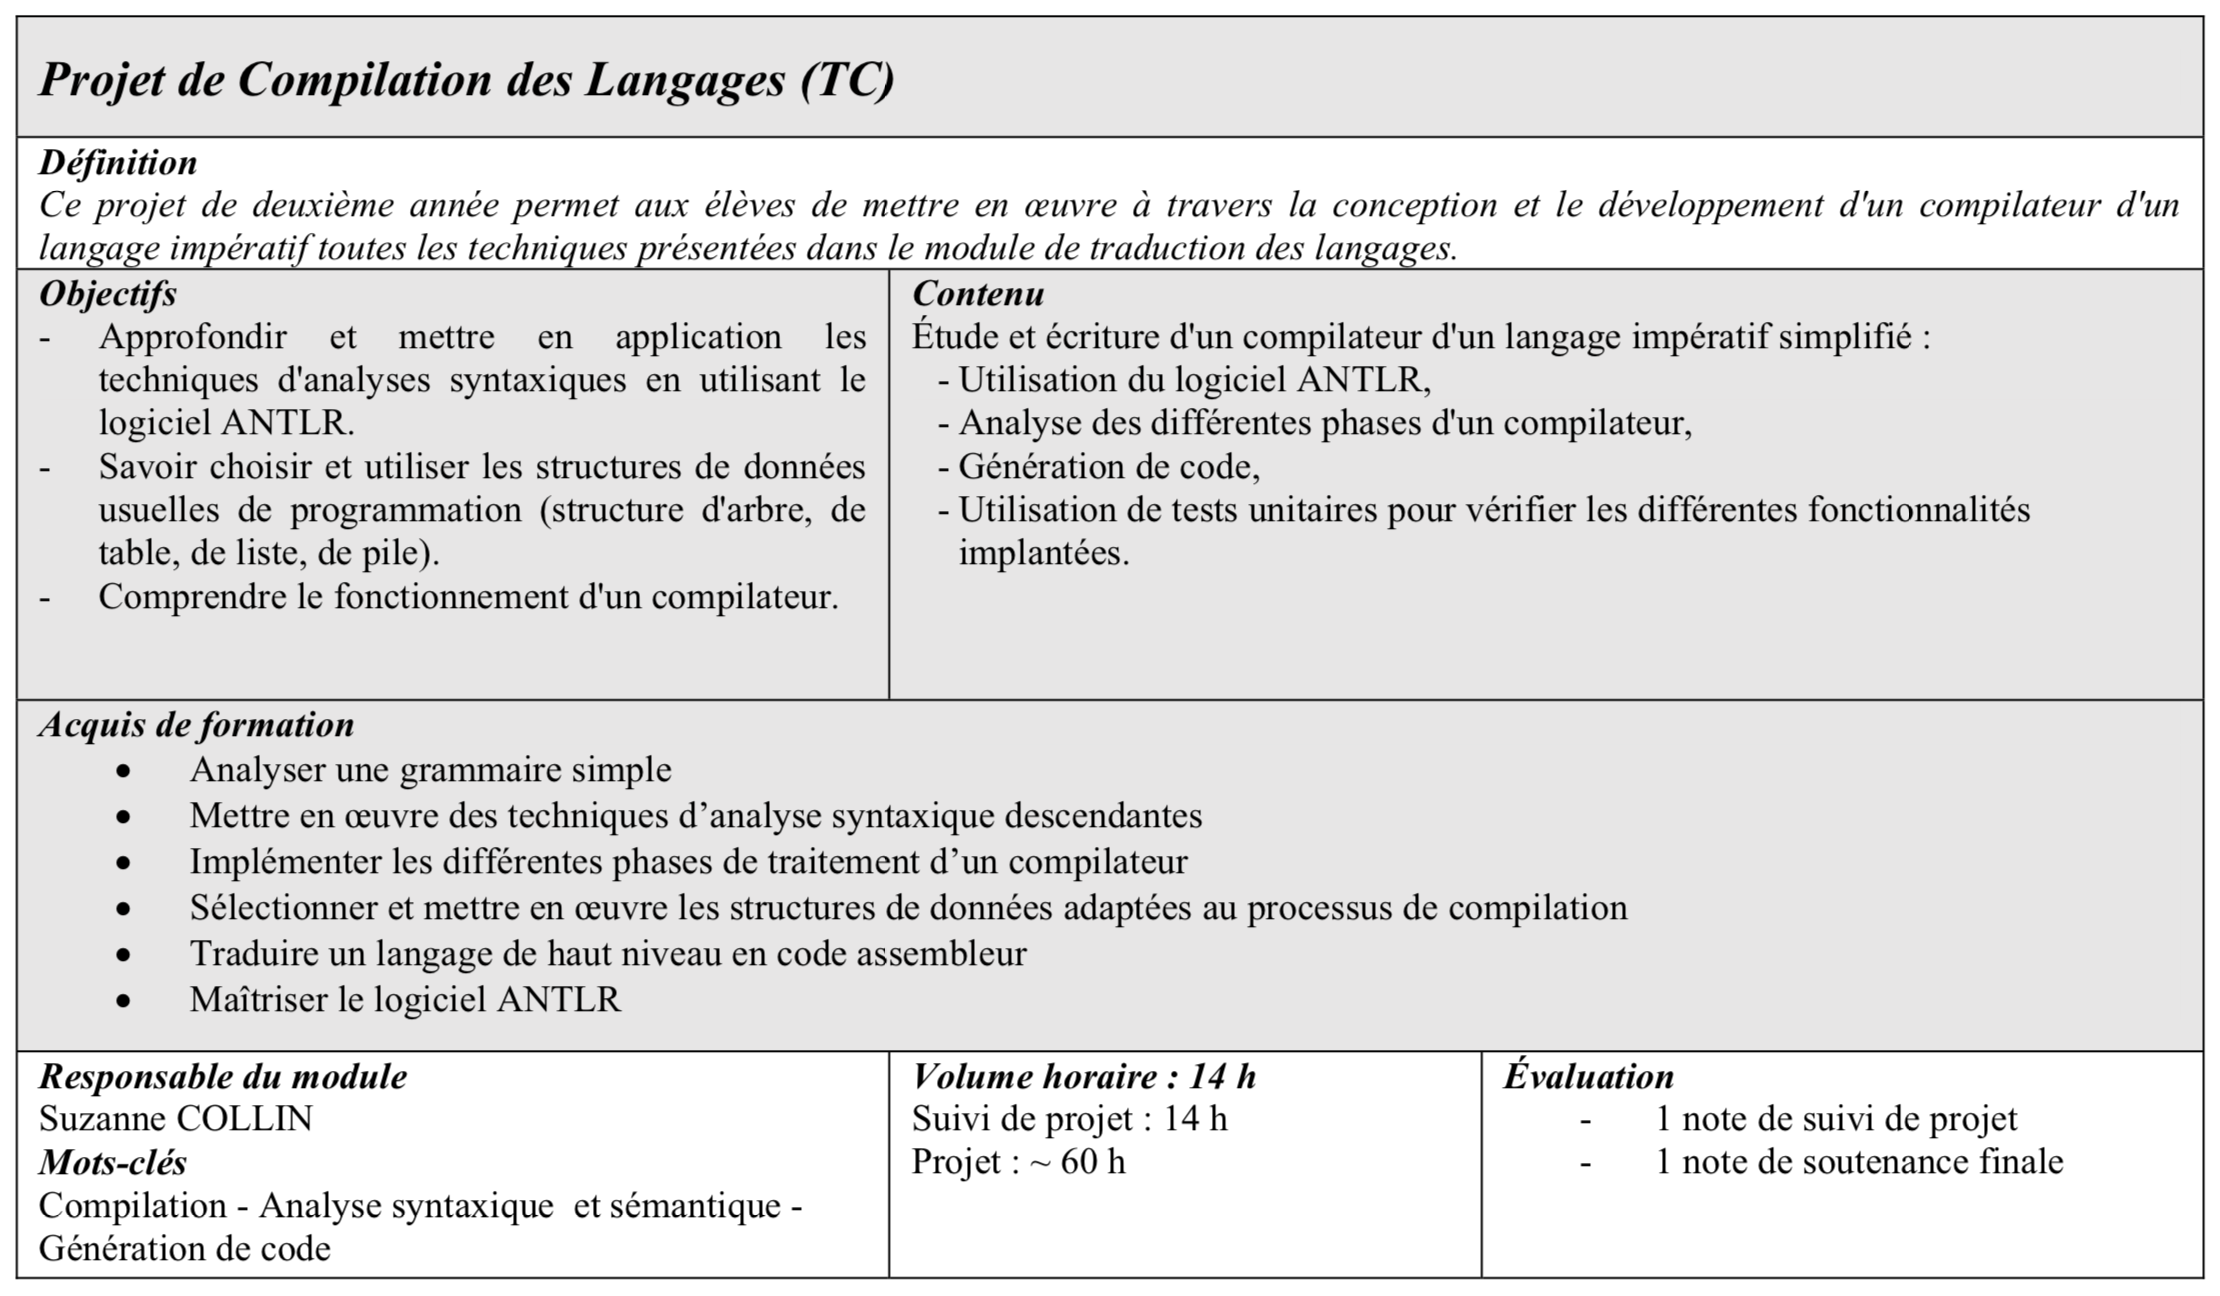 Projet de Compilation des Langages (TC)
Définition
Ce projet de deuxième année permet aux élèves de mettre en œuvre à travers la conception et le développement d'un compilateur d'un
langage impératif toutes les techniques présentées dans le module de traduction des langages.
Objectifs
- Approfondir et mettre en application les
techniques d'analyses syntaxiques en utilisant le
logiciel ANTLR.
- Savoir choisir et utiliser les structures de données
usuelles de programmation (structure d'arbre, de
table, de liste, de pile).
- Comprendre le fonctionnement d'un compilateur.
Contenu
Étude et écriture d'un compilateur d'un langage impératif simplifié :
- Utilisation du logiciel ANTLR,
- Analyse des différentes phases d'un compilateur,
- Génération de code,
- Utilisation de tests unitaires pour vérifier les différentes fonctionnalités
implantées.
Acquis de formation
• Analyser une grammaire simple
• Mettre en œuvre des techniques d’analyse syntaxique descendantes
• Implémenter les différentes phases de traitement d’un compilateur
• Sélectionner et mettre en œuvre les structures de données adaptées au processus de compilation
• Traduire un langage de haut niveau en code assembleur
• Maîtriser le logiciel ANTLR
Responsable du module
Suzanne COLLIN
Mots-clés
Compilation - Analyse syntaxique et sémantique -
Génération de code
Volume horaire : 14 h
Suivi de projet : 14 h
Projet : ~ 60 h
Évaluation
- 1 note de suivi de projet
- 1 note de soutenance finale